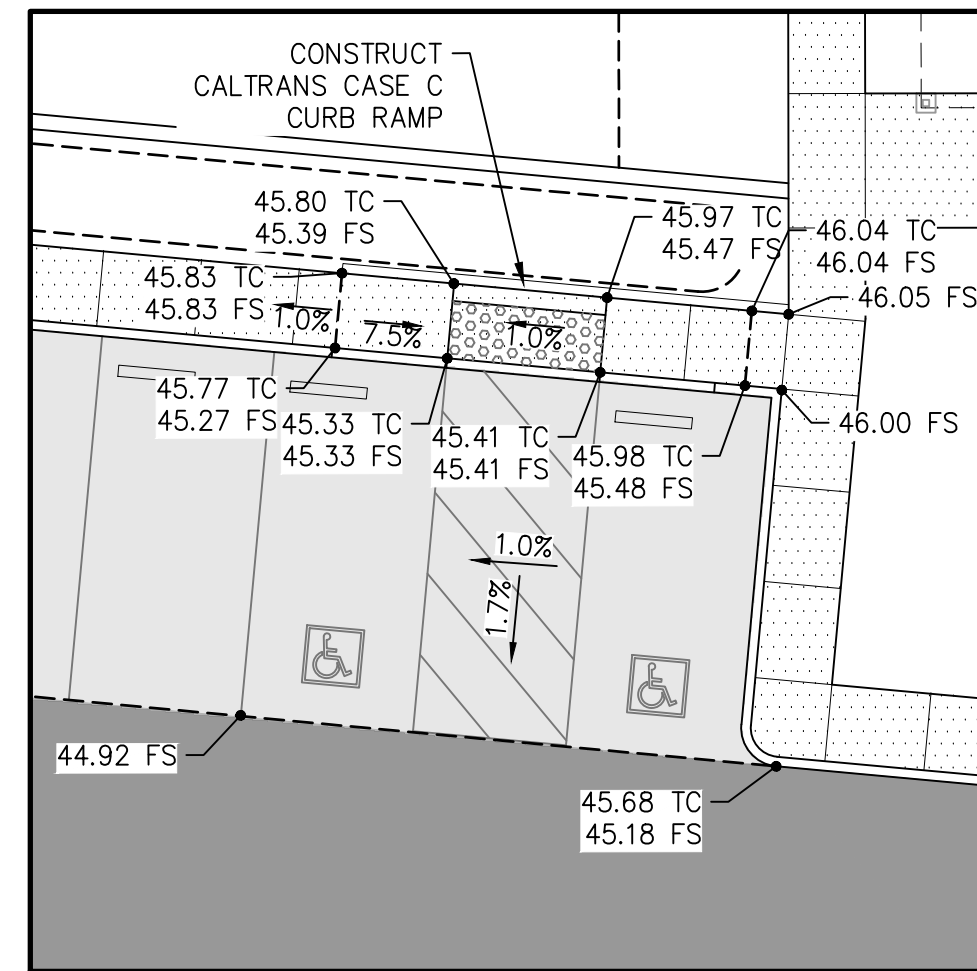 CONSTRUCT
CALTRANS CASE C
CURB RAMP
45.80 TC
45.39 FS
45.97 TC
45.47 FS
46.04 TC
46.04 FS
45.83 TC
45.83 FS
46.05 FS
1.0%
7.5%
1.0%
45.77 TC
45.27 FS
45.33 TC
45.33 FS
45.41 TC
45.41 FS
45.98 TC
45.48 FS
46.00 FS
1.0%
1.7%
44.92 FS
45.68 TC
45.18 FS